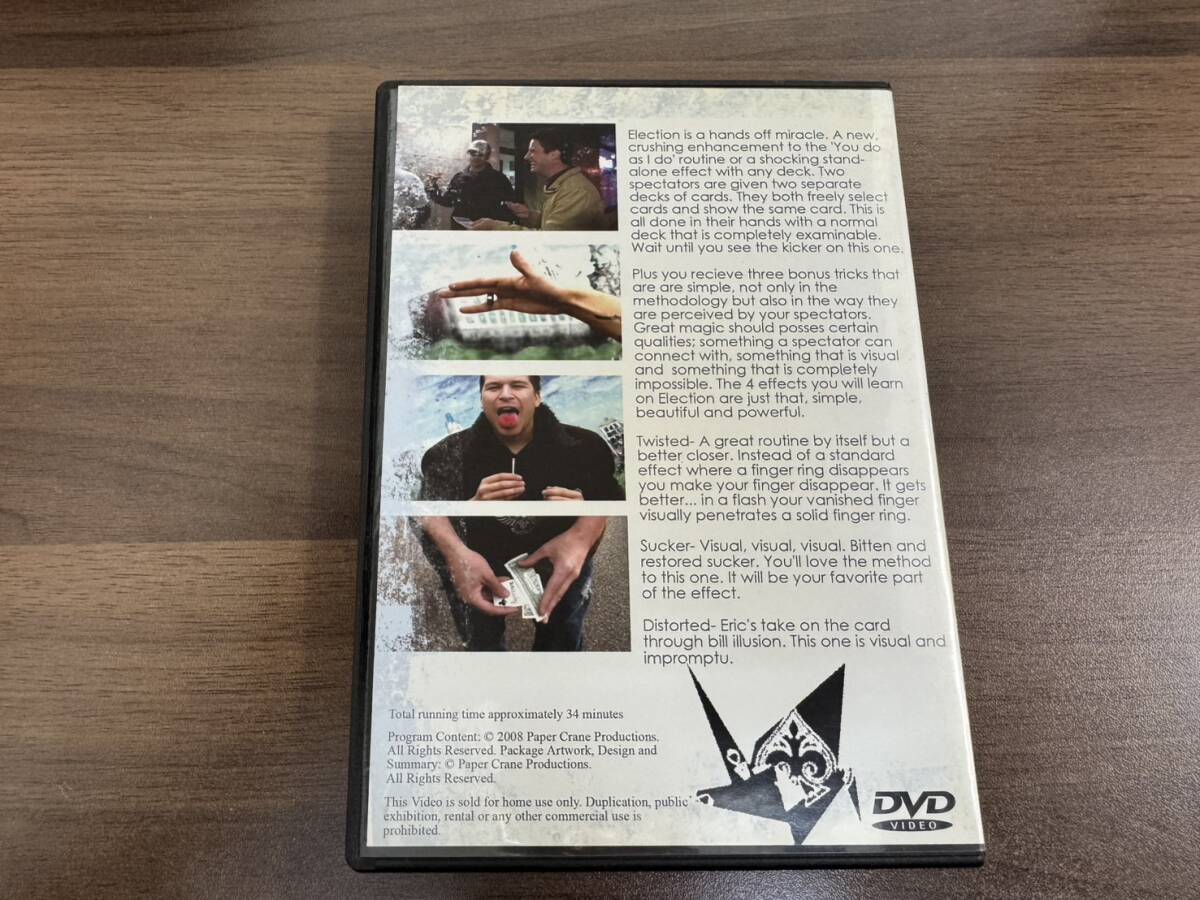 Election is a hands off miracle. A new,
crushing enhancement to the 'You do
as I do' routine or a shocking stand-
alone effect with any deck. Two
spectators are given two separate
decks of cards. They both freely select
cards and show the same card. This is
all done in their hands with a normal
deck that is completely examinable.
Wait until you see the kicker on this one.
Plus you recieve three bonus tricks that
are are simple, not only in the
methodology but also in the way they
are perceived by your spectators.
Great magic should posses certain
qualities; something a spectator can
connect with, something that is visual
and something that is completely
impossible. The 4 effects you will learn
on Election are just that, simple,
beautiful and powerful.
Twisted- A great routine by itself but a
better closer. Instead of a standard
effect where a finger ring disappears
you make your finger disappear. It gets
better... in a flash your vanished finger
visually penetrates a solid finger ring.
Sucker- Visual, visual, visual. Bitten and
restored sucker. You'll love the method
to this one. It will be your favorite part
of the effect.
Distorted- Eric's take on the card
through bill illusion. This one is visual and
impromptu.
Total running time approximately 34 minutes
Program Content: © 2008 Paper Crane Productions.
All Rights Reserved. Package Artwork, Design and
Summary: © Paper Crane Productions.
All Rights Reserved.
This Video is sold for home use only. Duplication, public
exhibition, rental or any other commercial use is
prohibited.
DVD
VIDEO